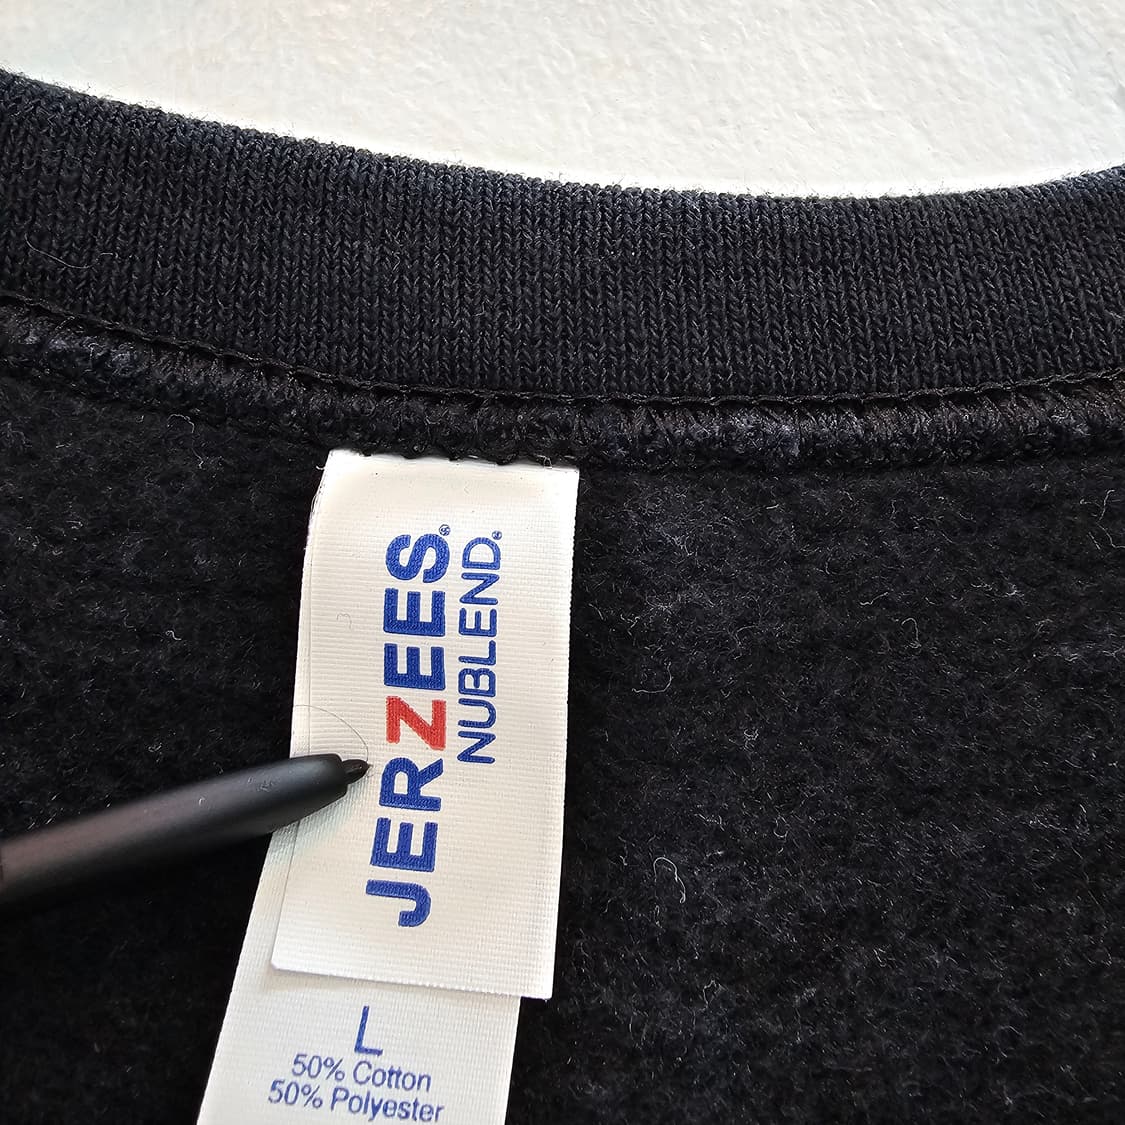 JERZEES®
NUBLEND®
L
50% Cotton
50% Polyester